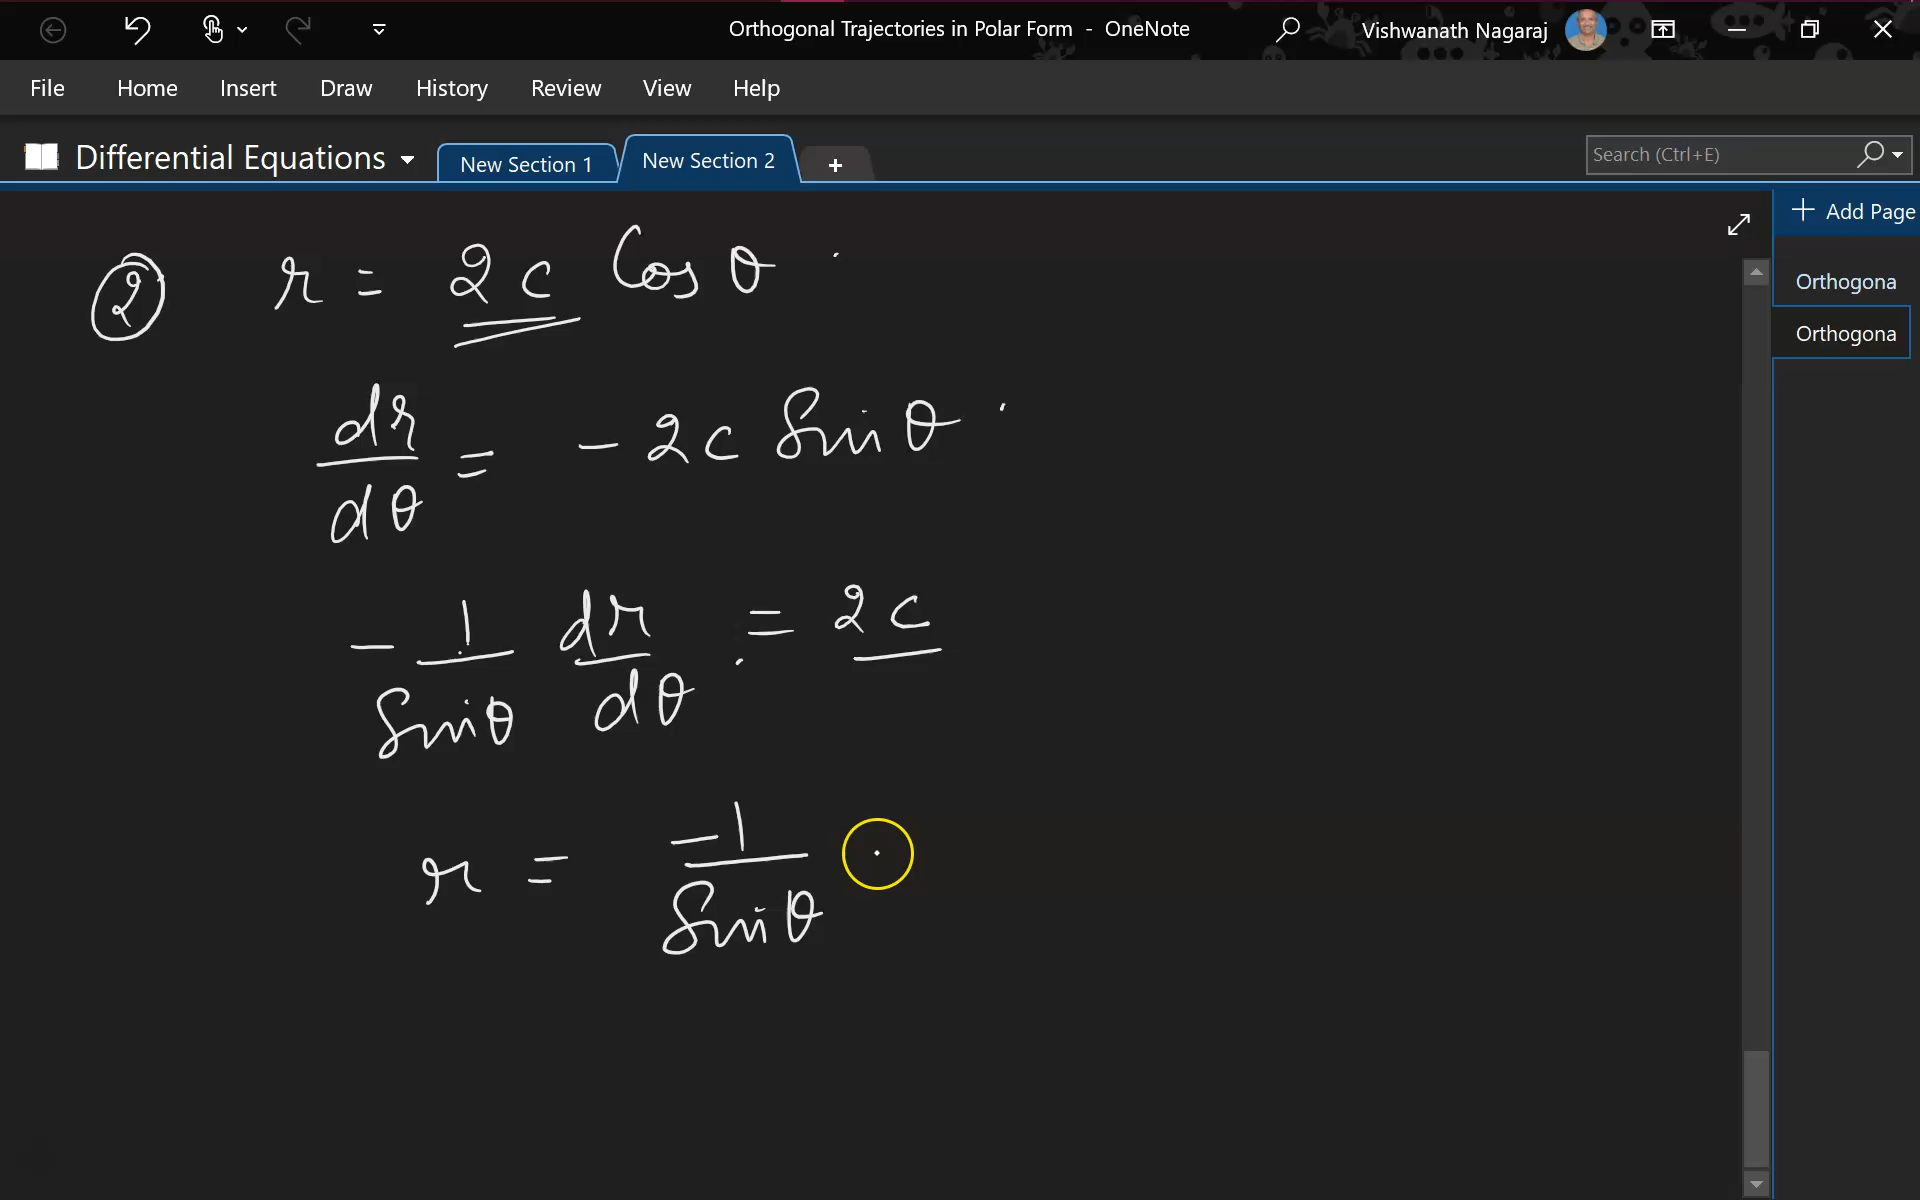 Orthogonal Trajectories in Polar Form - OneNote
Vishwanath Nagaraj
File Home Insert Draw History Review View Help
Differential Equations New Section 1 New Section 2 +
Search (Ctrl+E)
+ Add Page
Orthogona
Orthogona
② r = 2c Cos θ .
dr/dθ = - 2c Sin θ .
- 1/Sinθ dr/dθ = 2c
r = -1/Sinθ